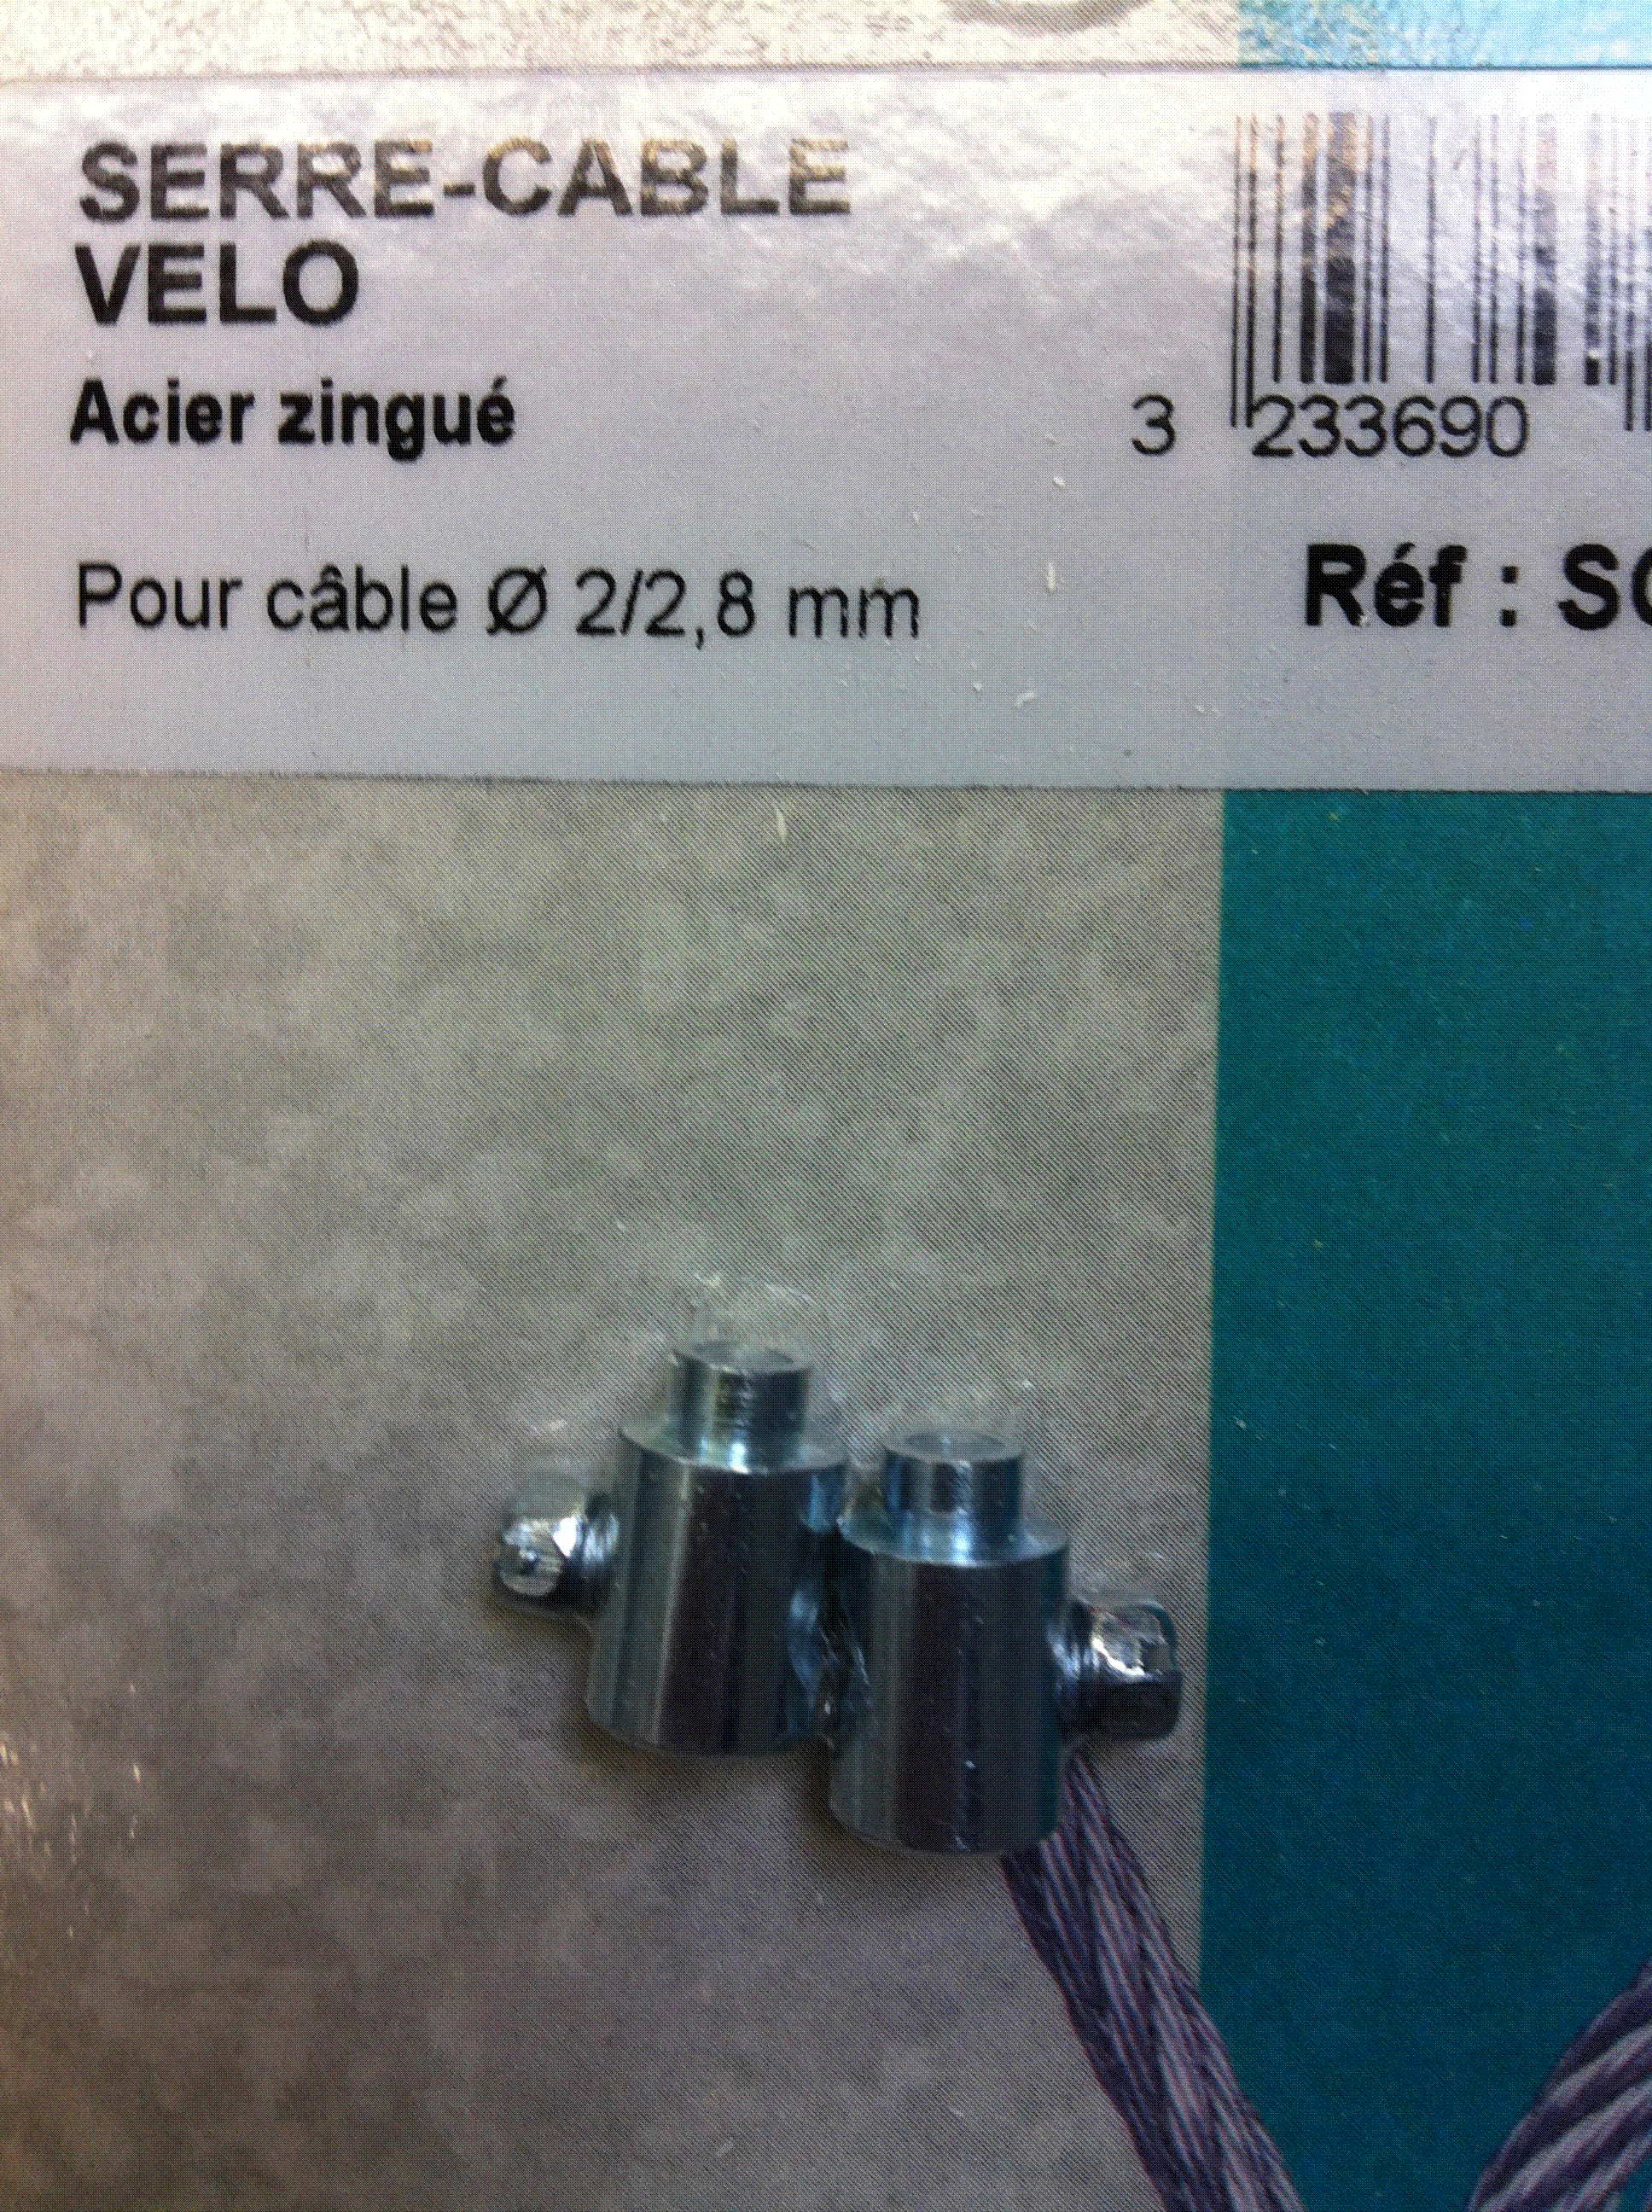 SERRE-CABLE
VELO
Acier zingué
3 233690
Pour câble Ø 2/2,8 mm
Réf :